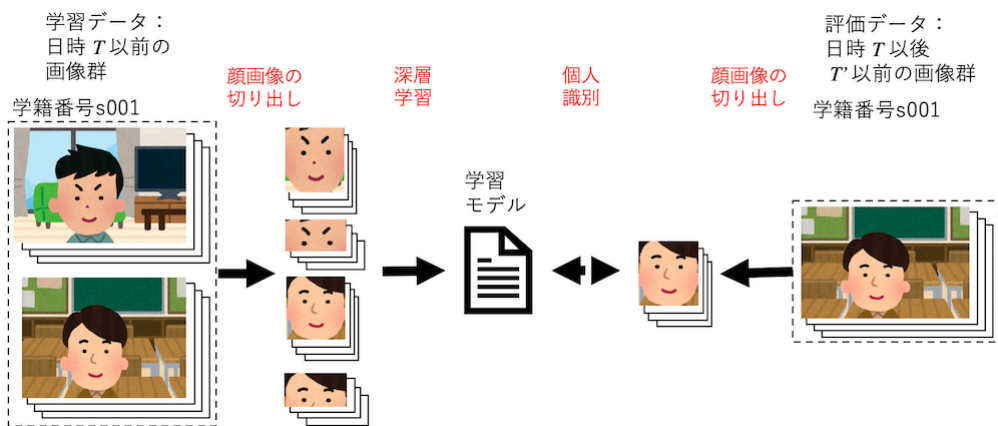 学習データ：
日時 T 以前の
画像群
学籍番号s001
顔画像の
切り出し
深層
学習
学習
モデル
個人
識別
顔画像の
切り出し
評価データ：
日時 T 以後
T' 以前の画像群
学籍番号s001